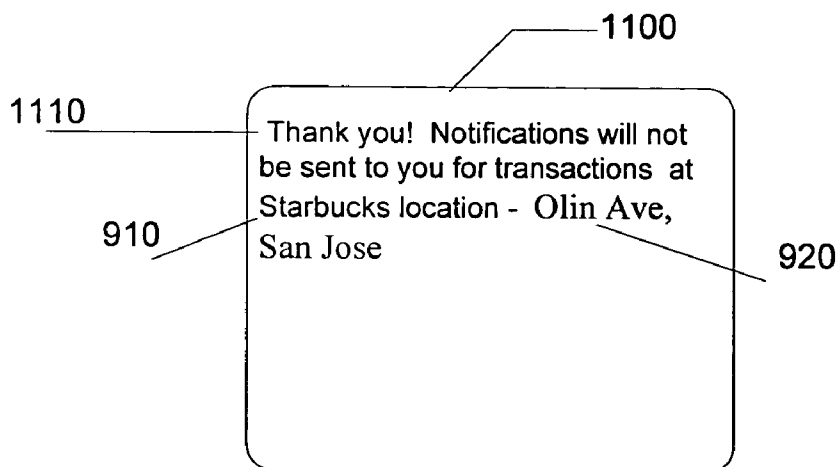 1100
1110
Thank you! Notifications will not
be sent to you for transactions at
Starbucks location - Olin Ave,
San Jose
910
920